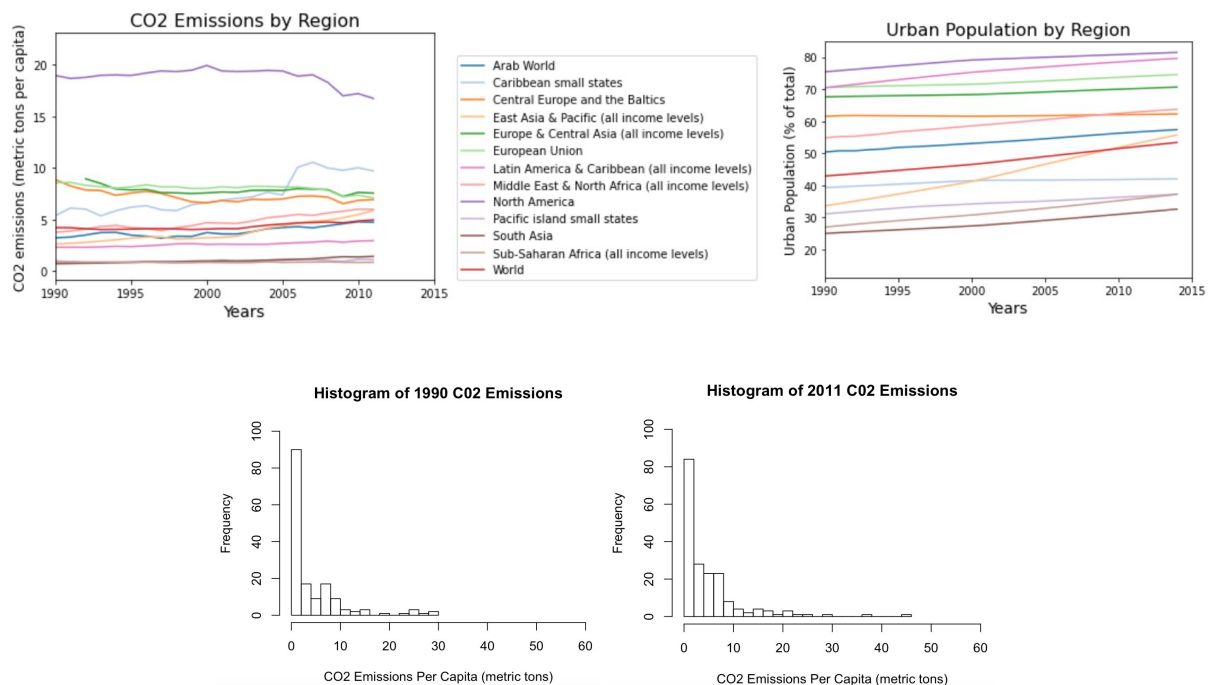 CO2 Emissions by Region
CO2 emissions (metric tons per capita)
20
15
10
5
0
1990 1995 2000 2005 2010 2015
Years
Arab World
Caribbean small states
Central Europe and the Baltics
East Asia & Pacific (all income levels)
Europe & Central Asia (all income levels)
European Union
Latin America & Caribbean (all income levels)
Middle East & North Africa (all income levels)
North America
Pacific island small states
South Asia
Sub-Saharan Africa (all income levels)
World
Urban Population by Region
Urban Population (% of total)
80
70
60
50
40
30
20
1990 1995 2000 2005 2010 2015
Years
Histogram of 1990 C02 Emissions
Frequency
100
80
60
40
20
0
0 10 20 30 40 50 60
CO2 Emissions Per Capita (metric tons)
Histogram of 2011 C02 Emissions
Frequency
100
80
60
40
20
0
0 10 20 30 40 50 60
CO2 Emissions Per Capita (metric tons)